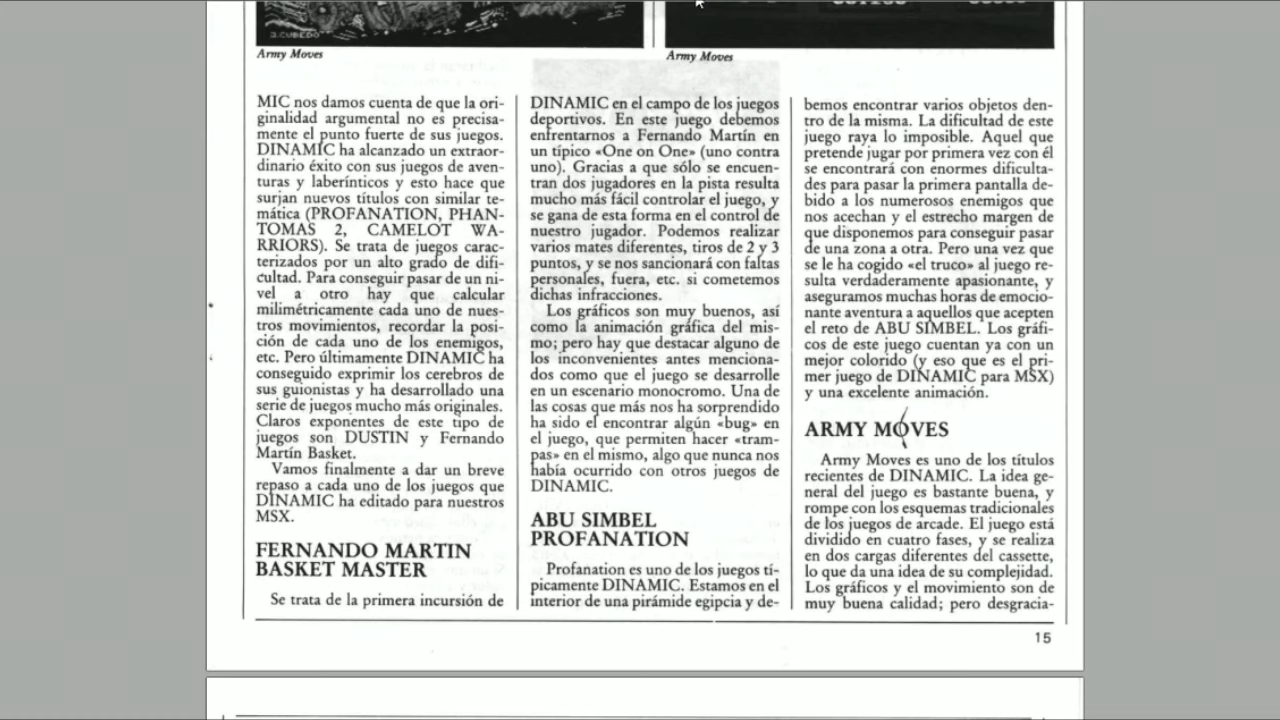 J.CUBEDO
Army Moves
Army Moves
MIC nos damos cuenta de que la ori-
ginalidad argumental no es precisa-
mente el punto fuerte de sus juegos.
DINAMIC ha alcanzado un extraor-
dinario éxito con sus juegos de aven-
turas y laberínticos y esto hace que
surjan nuevos títulos con similar te-
mática (PROFANATION, PHAN-
TOMAS 2, CAMELOT WA-
RRIORS). Se trata de juegos carac-
terizados por un alto grado de difi-
cultad. Para conseguir pasar de un ni-
vel a otro hay que calcular
milimétricamente cada uno de nues-
tros movimientos, recordar la posi-
ción de cada uno de los enemigos,
etc. Pero últimamente DINAMIC ha
conseguido exprimir los cerebros de
sus guionistas y ha desarrollado una
serie de juegos mucho más originales.
Claros exponentes de este tipo de
juegos son DUSTIN y Fernando
Martín Basket.
Vamos finalmente a dar un breve
repaso a cada uno de los juegos que
DINAMIC ha editado para nuestros
MSX.
FERNANDO MARTIN
BASKET MASTER
Se trata de la primera incursión de
DINAMIC en el campo de los juegos
deportivos. En este juego debemos
enfrentarnos a Fernando Martín en
un típico «One on One» (uno contra
uno). Gracias a que sólo se encuen-
tran dos jugadores en la pista resulta
mucho más fácil controlar el juego, y
se gana de esta forma en el control de
nuestro jugador. Podemos realizar
varios mates diferentes, tiros de 2 y 3
puntos, y se nos sancionará con faltas
personales, fuera, etc. si cometemos
dichas infracciones.
Los gráficos son muy buenos, así
como la animación gráfica del mis-
mo; pero hay que destacar alguno de
los inconvenientes antes menciona-
dos como que el juego se desarrolle
en un escenario monocromo. Una de
las cosas que más nos ha sorprendido
ha sido el encontrar algún «bug» en
el juego, que permiten hacer «tram-
pas» en el mismo, algo que nunca nos
había ocurrido con otros juegos de
DINAMIC.
ABU SIMBEL
PROFANATION
Profanation es uno de los juegos tí-
picamente DINAMIC. Estamos en el
interior de una pirámide egipcia y de-
bemos encontrar varios objetos den-
tro de la misma. La dificultad de este
juego raya lo imposible. Aquel que
pretende jugar por primera vez con él
se encontrará con enormes dificulta-
des para pasar la primera pantalla de-
bido a los numerosos enemigos que
nos acechan y el estrecho margen de
que disponemos para conseguir pasar
de una zona a otra. Pero una vez que
se le ha cogido «el truco» al juego re-
sulta verdaderamente apasionante, y
aseguramos muchas horas de emocio-
nante aventura a aquellos que acepten
el reto de ABU SIMBEL. Los gráfi-
cos de este juego cuentan ya con un
mejor colorido (y eso que es el pri-
mer juego de DINAMIC para MSX)
y una excelente animación.
ARMY MOVES
Army Moves es uno de los títulos
recientes de DINAMIC. La idea ge-
neral del juego es bastante buena, y
rompe con los esquemas tradicionales
de los juegos de arcade. El juego está
dividido en cuatro fases, y se realiza
en dos cargas diferentes del cassette,
lo que da una idea de su complejidad.
Los gráficos y el movimiento son de
muy buena calidad; pero desgracia-
15